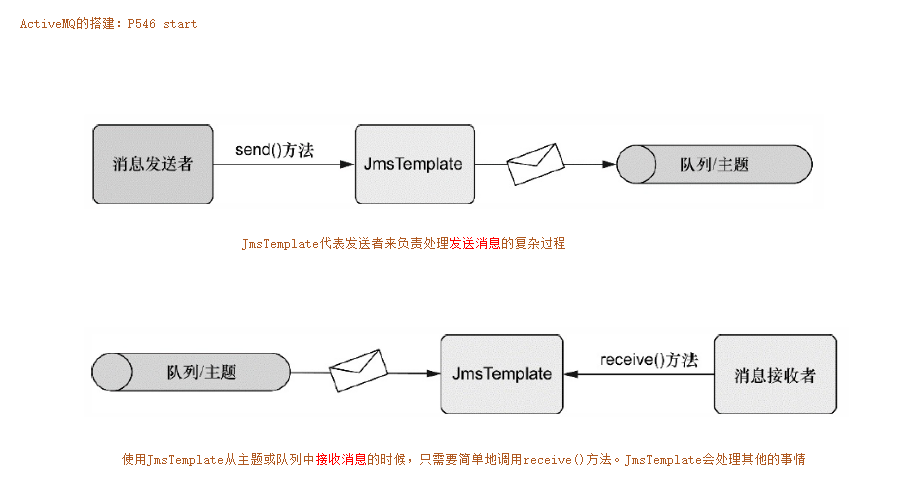 ActiveMQ的搭建: P546 start
消息发送者
send()方法
JmsTemplate
队列/主题
JmsTemplate代表发送者来负责处理发送消息的复杂过程
队列/主题
JmsTemplate
receive()方法
消息接收者
使用JmsTemplate从主题或队列中接收消息的时候，只需要简单地调用receive()方法。JmsTemplate会处理其他的事情